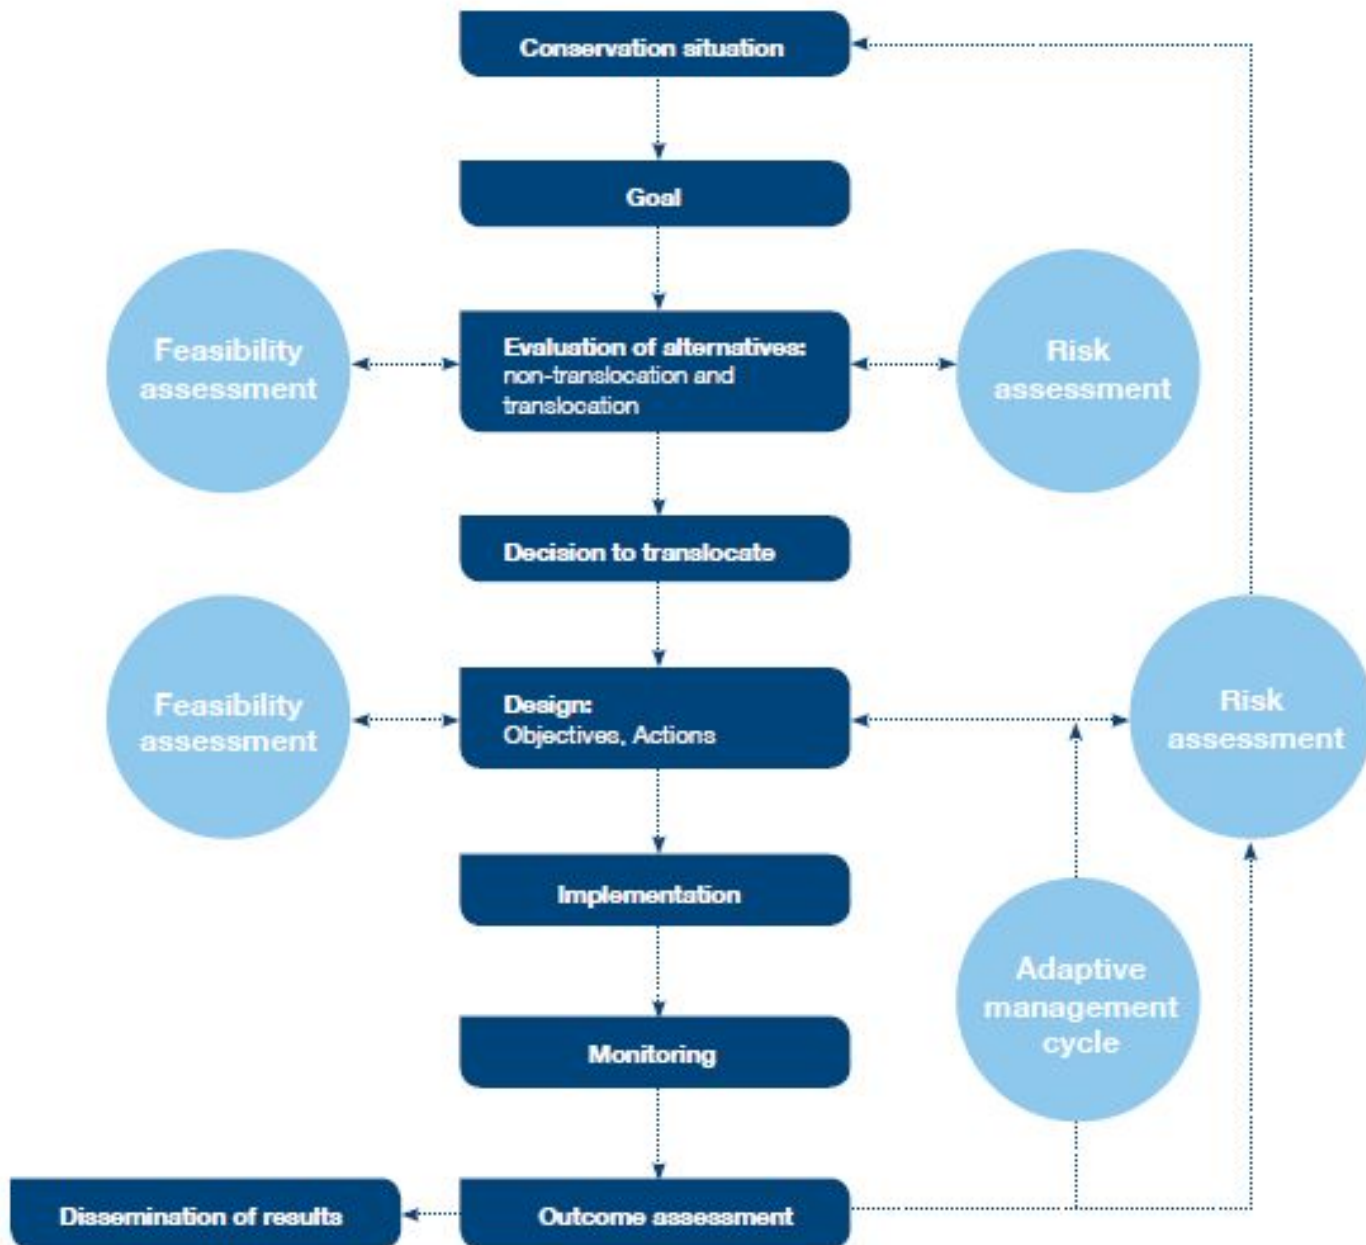 Conservation situation
Goal
Feasibility
assessment
Evaluation of alternatives:
non-translocation and
translocation
Risk
assessment
Decision to translocate
Feasibility
assessment
Design:
Objectives, Actions
Risk
assessment
Implementation
Adaptive
management
cycle
Monitoring
Dissemination of results
Outcome assessment